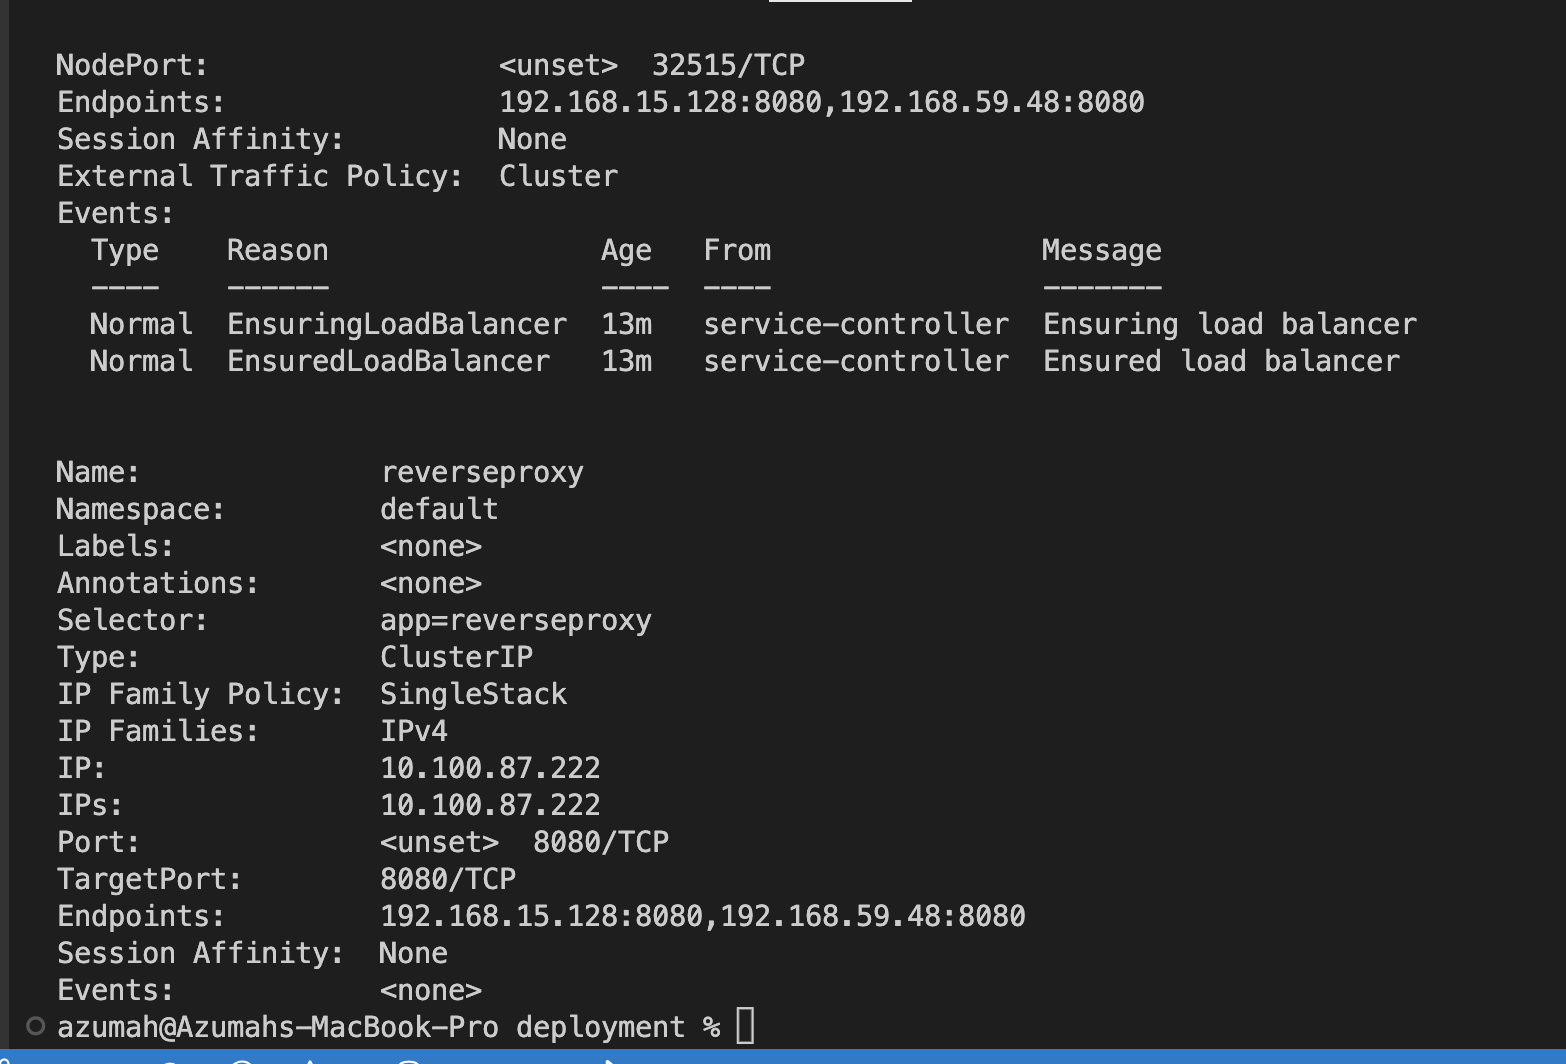 NodePort:                 <unset>  32515/TCP
Endpoints:                192.168.15.128:8080,192.168.59.48:8080
Session Affinity:         None
External Traffic Policy:  Cluster
Events:
  Type    Reason                Age   From                Message
  ----    ------                ----  ----                -------
  Normal  EnsuringLoadBalancer  13m   service-controller  Ensuring load balancer
  Normal  EnsuredLoadBalancer   13m   service-controller  Ensured load balancer
Name:              reverseproxy
Namespace:         default
Labels:            <none>
Annotations:       <none>
Selector:          app=reverseproxy
Type:              ClusterIP
IP Family Policy:  SingleStack
IP Families:       IPv4
IP:                10.100.87.222
IPs:               10.100.87.222
Port:              <unset>  8080/TCP
TargetPort:        8080/TCP
Endpoints:         192.168.15.128:8080,192.168.59.48:8080
Session Affinity:  None
Events:            <none>
azumah@Azumahs-MacBook-Pro deployment %